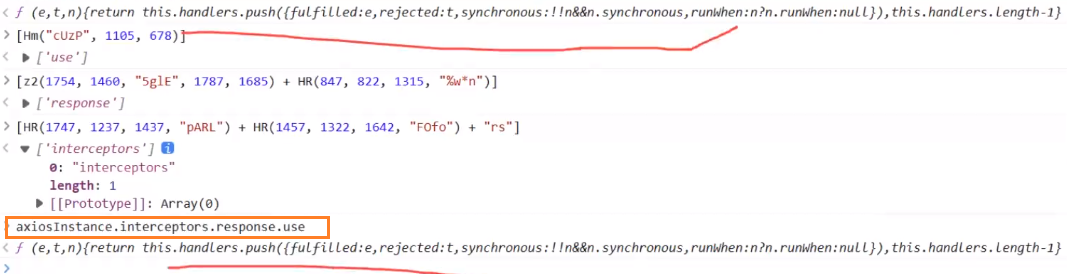 ƒ (e,t,n){return this.handlers.push({fulfilled:e,rejected:t,synchronous:!!n&&n.synchronous,runWhen:n?n.runWhen:null}),this.handlers.length-1}
[Hm("cUzP", 1105, 678)]
['use']
[z2(1754, 1460, "5glE", 1787, 1685) + HR(847, 822, 1315, "%w*n")]
['response']
[HR(1747, 1237, 1437, "pARL") + HR(1457, 1322, 1642, "FOfo") + "rs"]
['interceptors']
0: "interceptors"
length: 1
[[Prototype]]: Array(0)
axiosInstance.interceptors.response.use
ƒ (e,t,n){return this.handlers.push({fulfilled:e,rejected:t,synchronous:!!n&&n.synchronous,runWhen:n?n.runWhen:null}),this.handlers.length-1}